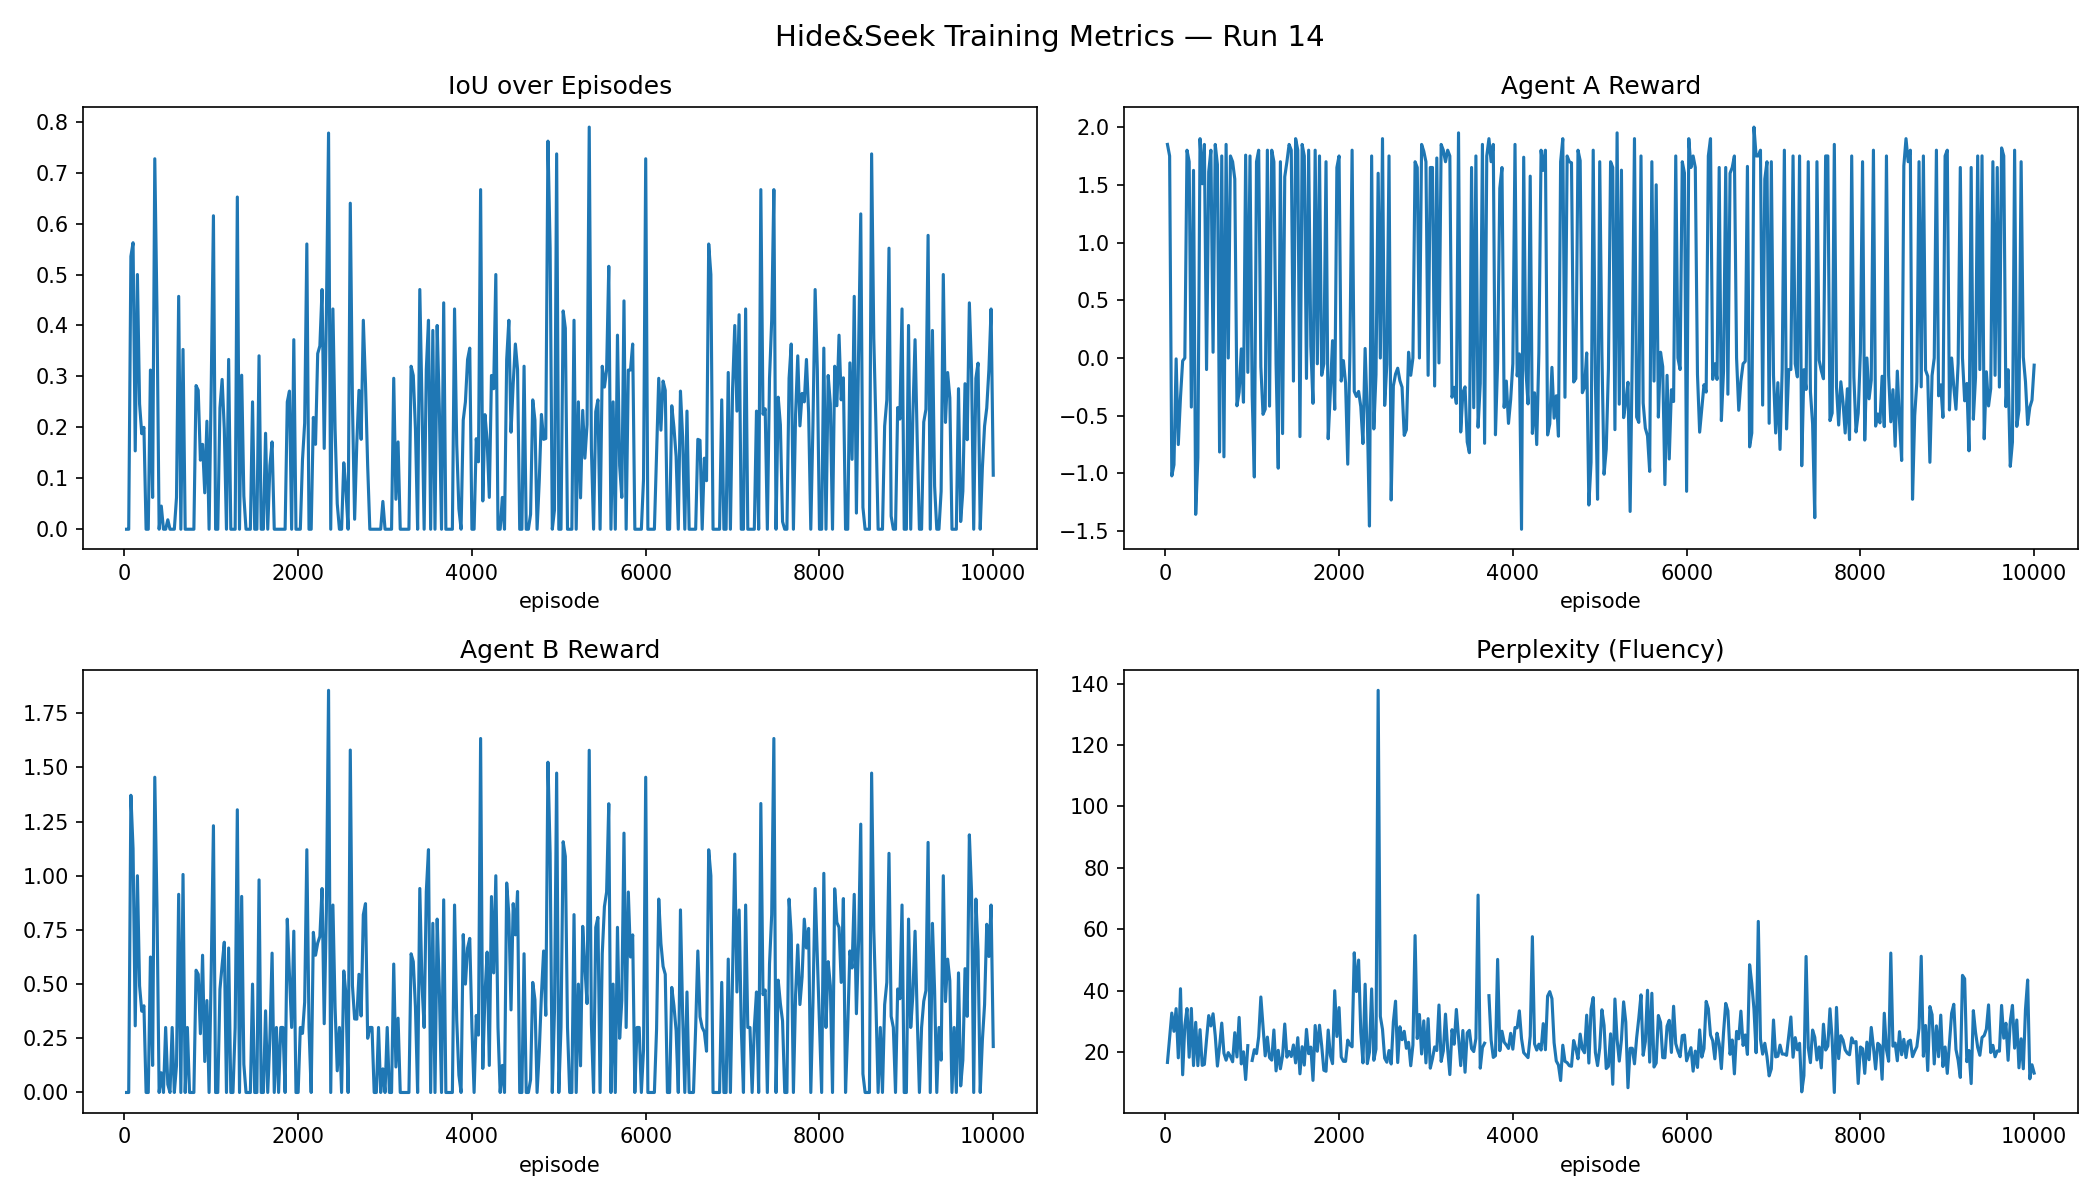 Hide&Seek Training Metrics — Run 14
IoU over Episodes
0.8
0.7
0.6
0.5
0.4
0.3
0.2
0.1
0.0
0 2000 4000 6000 8000 10000
episode
Agent A Reward
2.0
1.5
1.0
0.5
0.0
−0.5
−1.0
−1.5
0 2000 4000 6000 8000 10000
episode
Agent B Reward
1.75
1.50
1.25
1.00
0.75
0.50
0.25
0.00
0 2000 4000 6000 8000 10000
episode
Perplexity (Fluency)
140
120
100
80
60
40
20
0 2000 4000 6000 8000 10000
episode